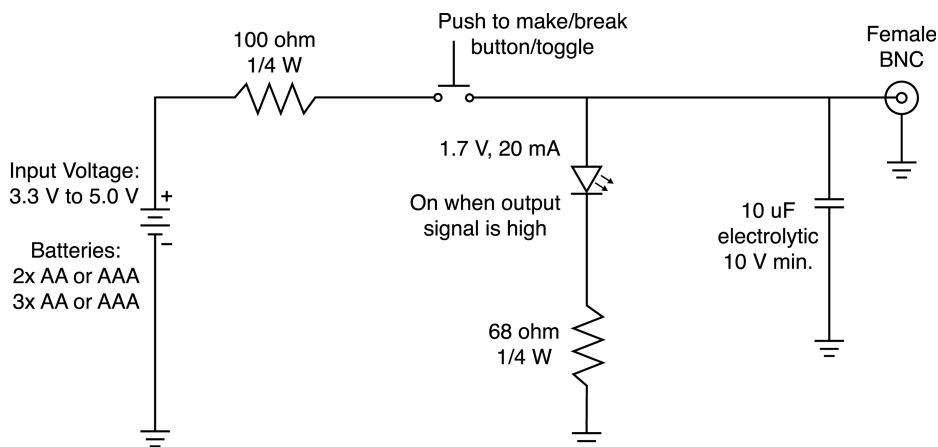 Push to make/break
button/toggle
100 ohm
1/4 W
Female
BNC
Input Voltage:
3.3 V to 5.0 V
+
−
Batteries:
2x AA or AAA
3x AA or AAA
1.7 V, 20 mA
On when output
signal is high
10 uF
electrolytic
10 V min.
68 ohm
1/4 W